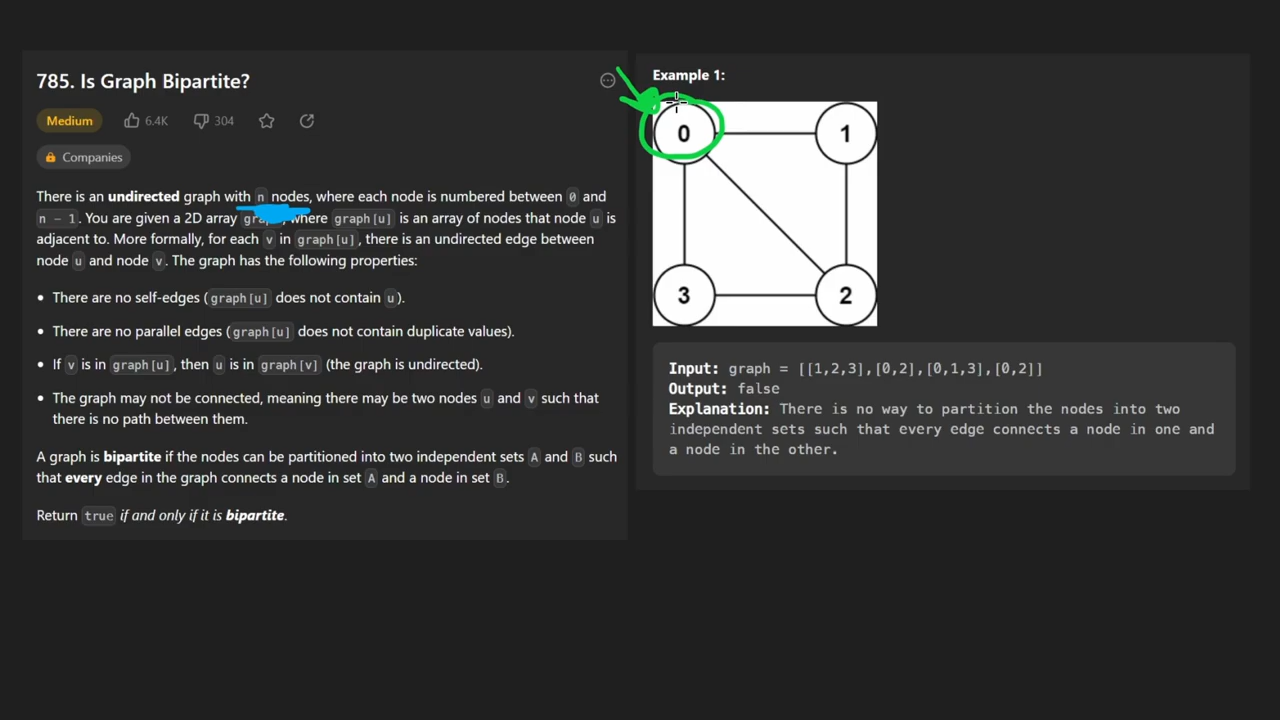 785. Is Graph Bipartite?
Medium 6.4K 304
Companies
There is an undirected graph with n nodes, where each node is numbered between 0 and
n - 1. You are given a 2D array graph, where graph[u] is an array of nodes that node u is
adjacent to. More formally, for each v in graph[u], there is an undirected edge between
node u and node v. The graph has the following properties:
• There are no self-edges (graph[u] does not contain u).
• There are no parallel edges (graph[u] does not contain duplicate values).
• If v is in graph[u], then u is in graph[v] (the graph is undirected).
• The graph may not be connected, meaning there may be two nodes u and v such that
there is no path between them.
A graph is bipartite if the nodes can be partitioned into two independent sets A and B such
that every edge in the graph connects a node in set A and a node in set B.
Return true if and only if it is bipartite.
Example 1:
0 1
3 2
Input: graph = [[1,2,3],[0,2],[0,1,3],[0,2]]
Output: false
Explanation: There is no way to partition the nodes into two
independent sets such that every edge connects a node in one and
a node in the other.